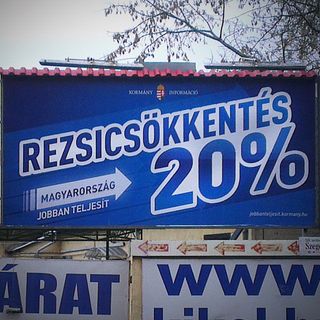 KORMÁNY INFORMÁCIÓ
REZSICSÖKKENTÉS
20%
MAGYARORSZÁG
JOBBAN TELJESÍT
jobbanteljesit.kormany.hu
ÁRAT
www